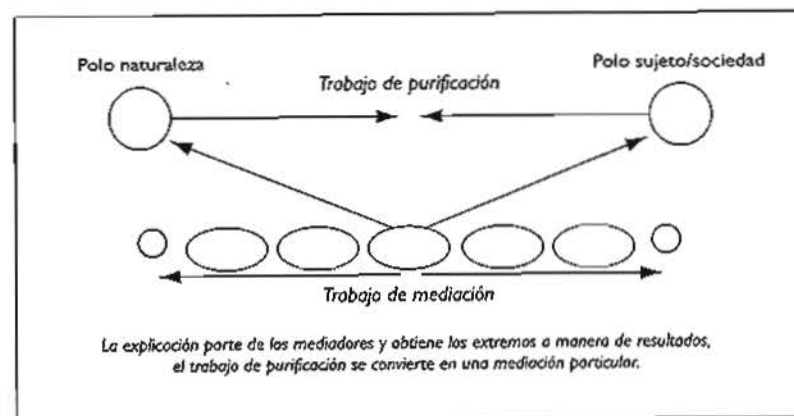 Polo naturaleza
Polo sujeto/sociedad
Trabajo de purificación
Trabajo de mediación
La explicación parte de los mediadores y obtiene los extremos a manera de resultados,
el trabajo de purificación se convierte en una mediación particular.